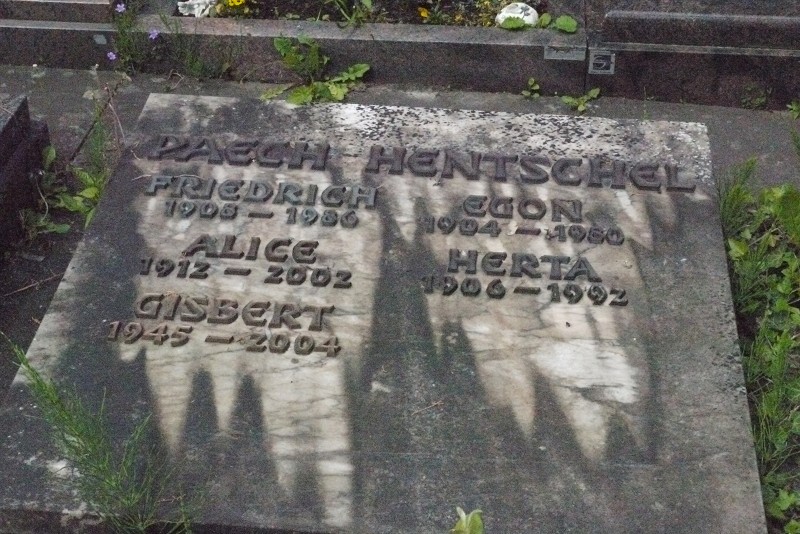 PAECH HENTSCHEL
FRIEDRICH EGON
1908 – 1986 1904 – 1980
ALICE HERTA
1912 – 2002 1906 – 1992
GISBERT
1945 – 2004